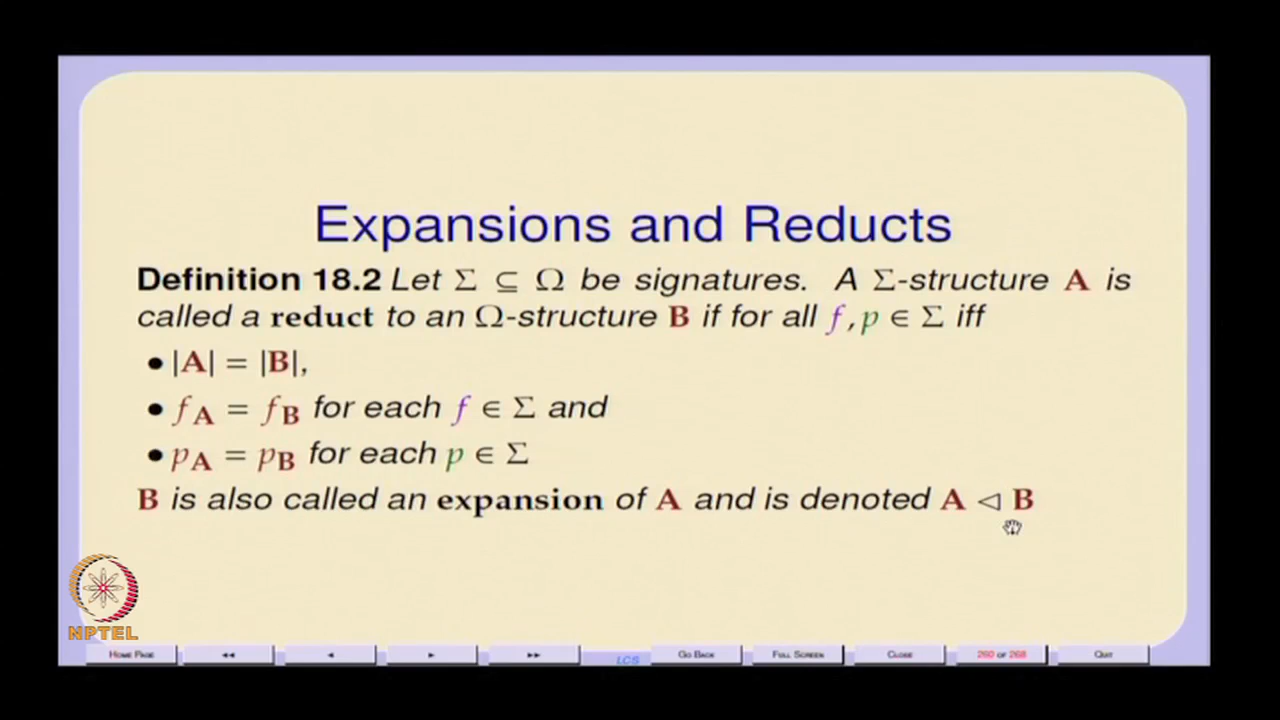 Expansions and Reducts
Definition 18.2 Let Σ ⊆ Ω be signatures. A Σ-structure A is
called a reduct to an Ω-structure B if for all f, p ∈ Σ iff
• |A| = |B|,
• f_A = f_B for each f ∈ Σ and
• p_A = p_B for each p ∈ Σ
B is also called an expansion of A and is denoted A ◁ B
NPTEL
HOME PAGE ◀◀ ◀ ▶ ▶▶ LCS GO BACK FULL SCREEN CLOSE 260 OF 268 QUIT